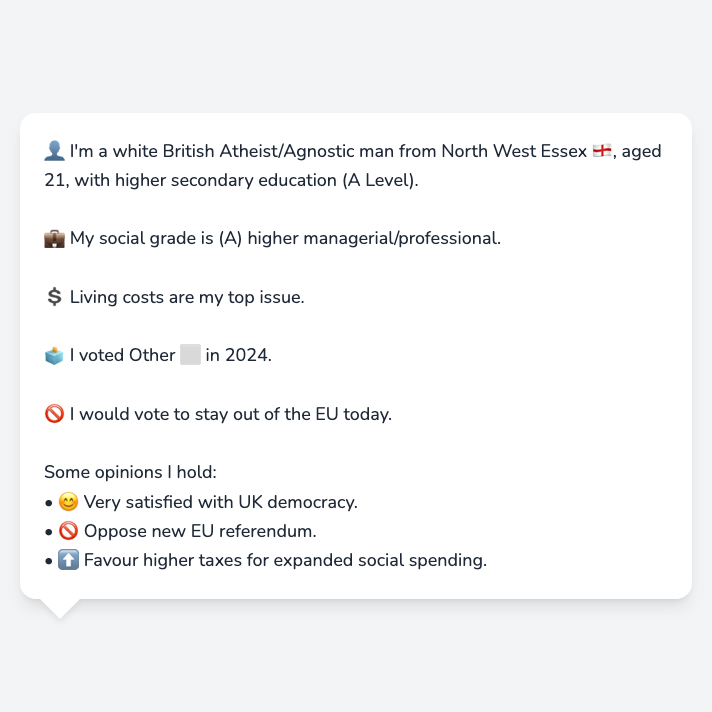 👤 I'm a white British Atheist/Agnostic man from North West Essex 🏴󠁧󠁢󠁥󠁮󠁧󠁿, aged
21, with higher secondary education (A Level).
💼 My social grade is (A) higher managerial/professional.
💲 Living costs are my top issue.
🗳️ I voted Other ⬜ in 2024.
🚫 I would vote to stay out of the EU today.
Some opinions I hold:
• 😊 Very satisfied with UK democracy.
• 🚫 Oppose new EU referendum.
• ⬆️ Favour higher taxes for expanded social spending.